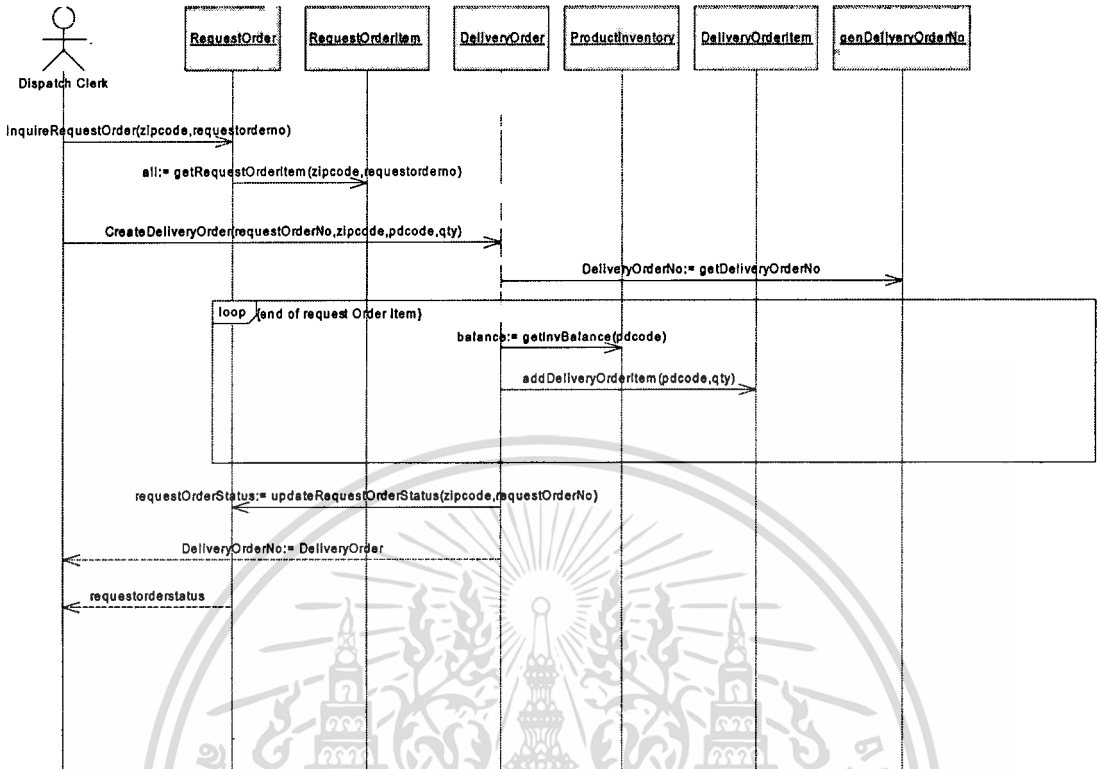 RequestOrder
RequestOrderItem
DeliveryOrder
ProductInventory
DeliveryOrderItem
genDeliveryOrderNo
Dispatch Clerk
InquireRequestOrder(zipcode,requestorderno)
all:= getRequestOrderItem(zipcode,requestorderno)
CreateDeliveryOrder(requestOrderNo,zipcode,pdcode,qty)
DeliveryOrderNo:= getDeliveryOrderNo
loop {end of request Order Item}
balance:= getInvBalance(pdcode)
addDeliveryOrderItem(pdcode,qty)
requestOrderStatus:= updateRequestOrderStatus(zipcode,requestOrderNo)
DeliveryOrderNo:= DeliveryOrder
requestorderstatus